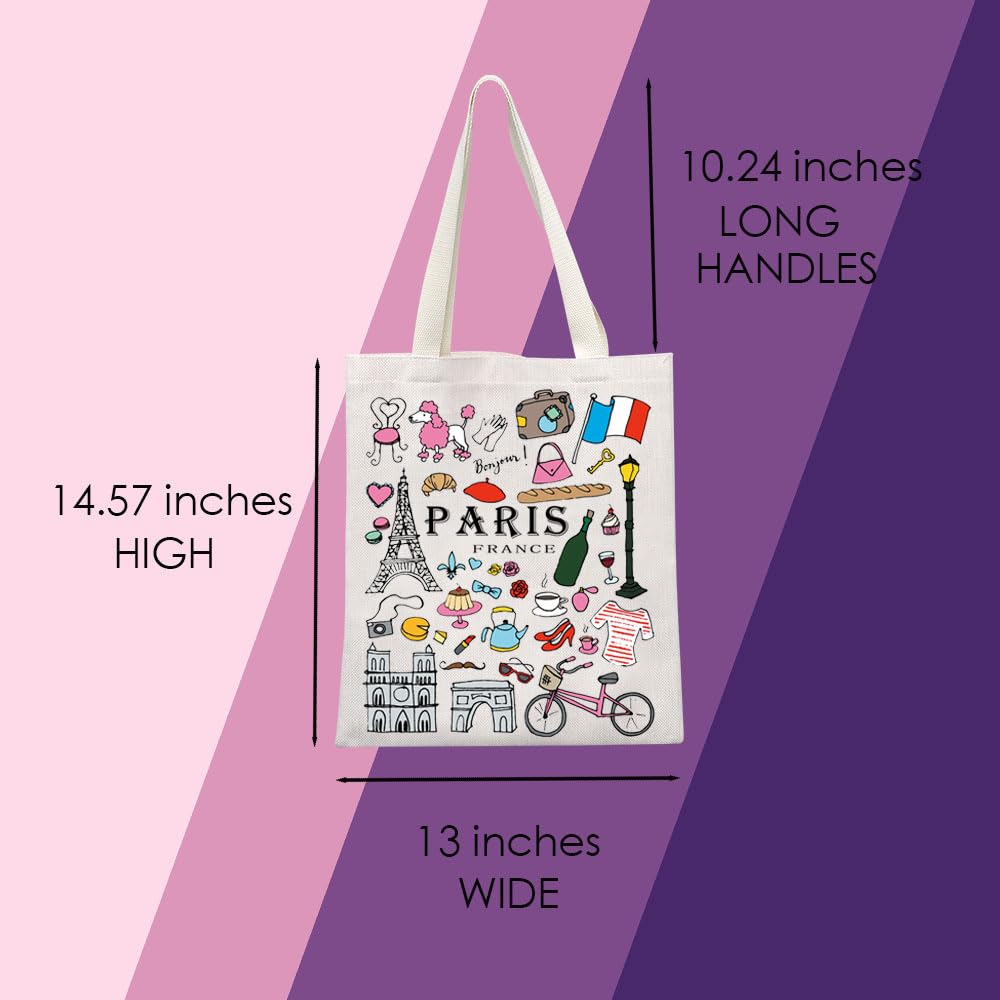 10.24 inches
LONG
HANDLES
14.57 inches
HIGH
Bonjour!
PARIS
FRANCE
13 inches
WIDE